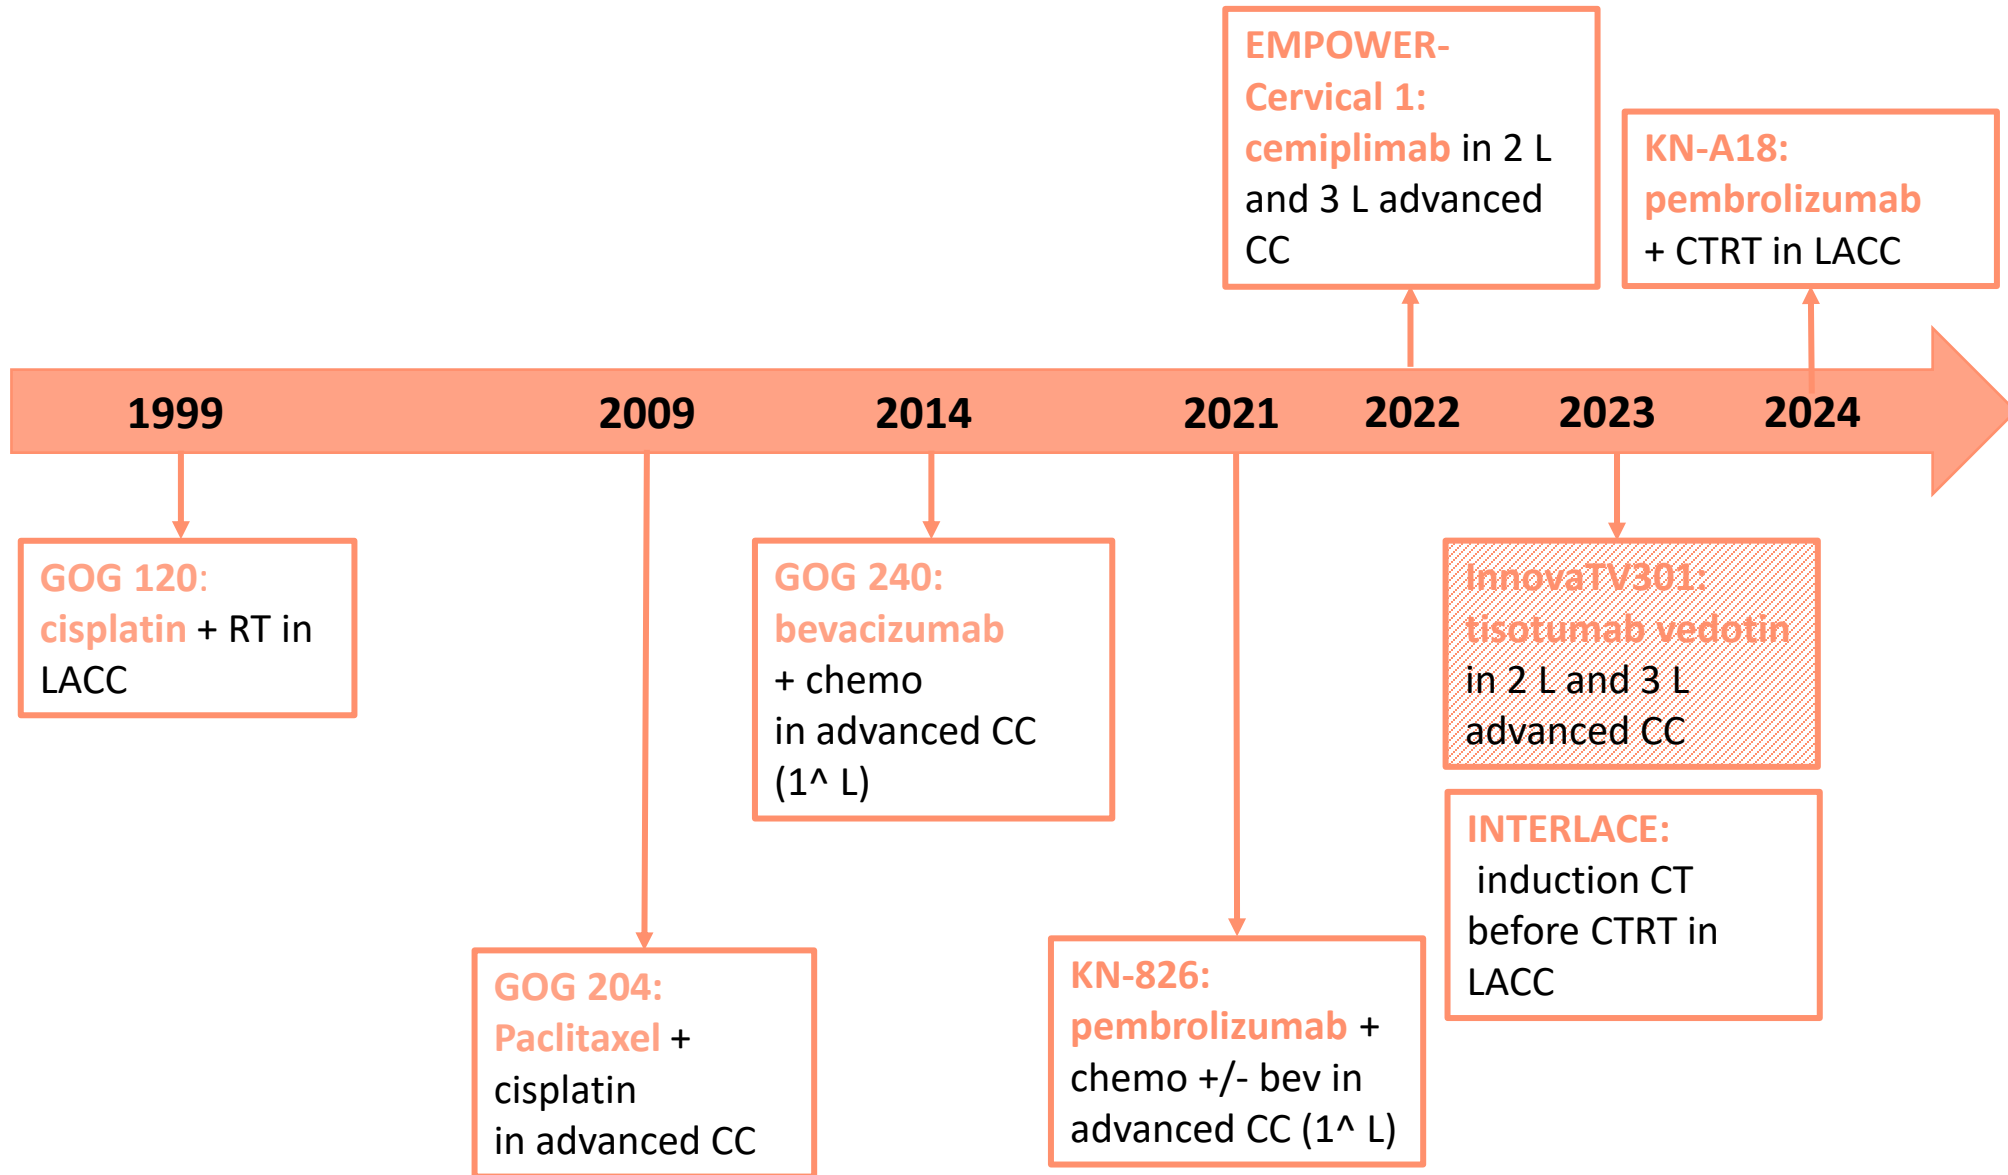 EMPOWER-
Cervical 1:
cemiplimab in 2 L
and 3 L advanced
CC
KN-A18:
pembrolizumab
+ CTRT in LACC
1999
2009
2014
2021
2022
2023
2024
GOG 120:
cisplatin + RT in
LACC
GOG 240:
bevacizumab
+ chemo
in advanced CC
(1^ L)
InnovaTV301:
tisotumab vedotin
in 2 L and 3 L
advanced CC
INTERLACE:
induction CT
before CTRT in
LACC
GOG 204:
Paclitaxel +
cisplatin
in advanced CC
KN-826:
pembrolizumab +
chemo +/- bev in
advanced CC (1^ L)